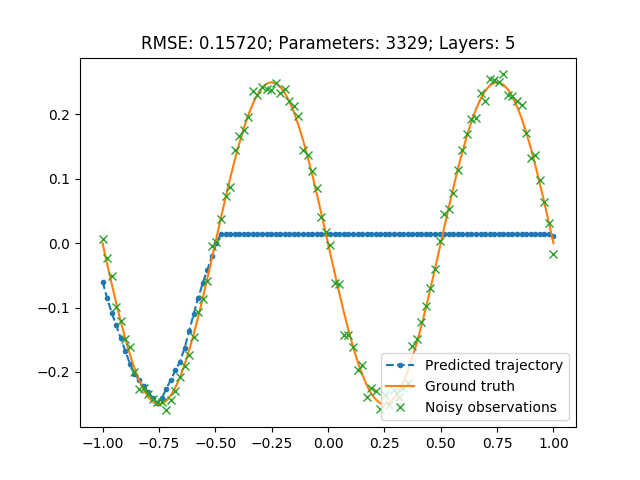 RMSE: 0.15720; Parameters: 3329; Layers: 5
0.2
0.1
0.0
−0.1
−0.2
−1.00 −0.75 −0.50 −0.25 0.00 0.25 0.50 0.75 1.00
Predicted trajectory
Ground truth
Noisy observations